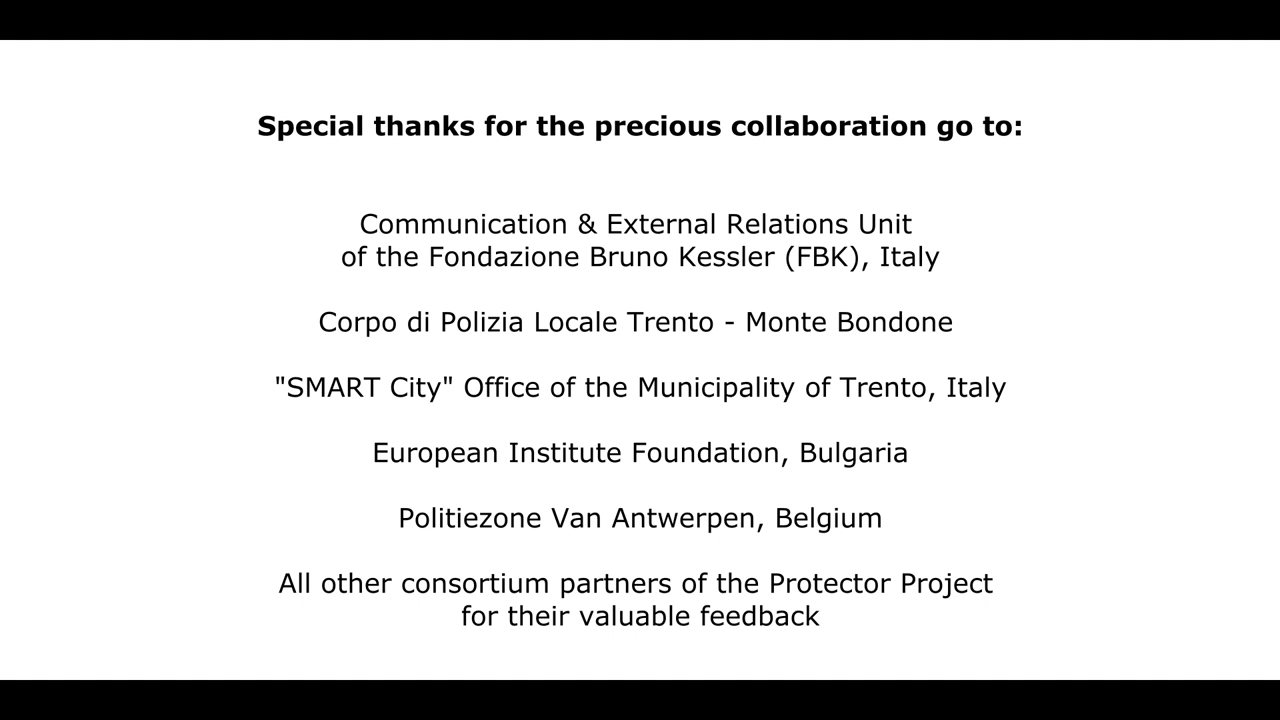 Special thanks for the precious collaboration go to:
Communication & External Relations Unit
of the Fondazione Bruno Kessler (FBK), Italy
Corpo di Polizia Locale Trento - Monte Bondone
"SMART City" Office of the Municipality of Trento, Italy
European Institute Foundation, Bulgaria
Politiezone Van Antwerpen, Belgium
All other consortium partners of the Protector Project
for their valuable feedback